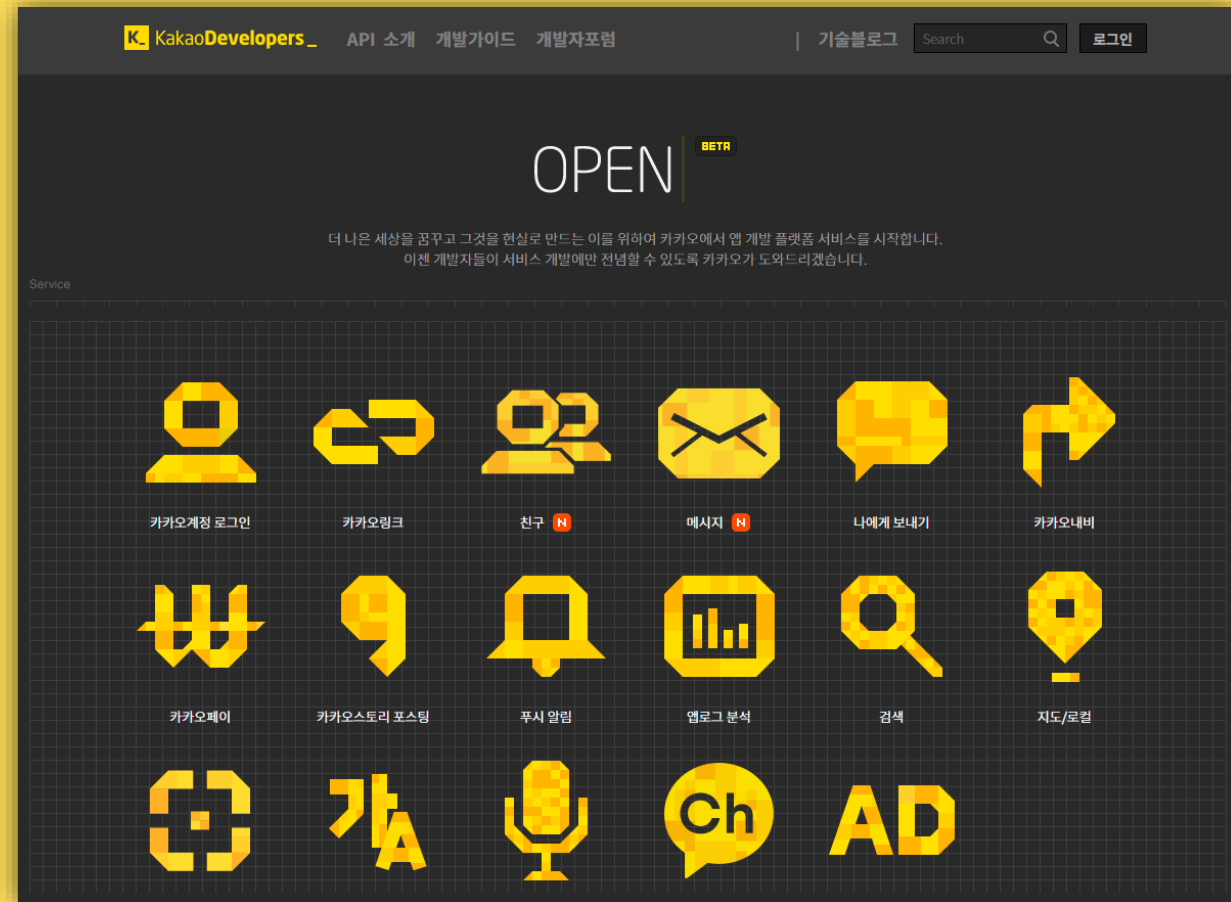 K_ KakaoDevelopers_ API 소개 개발가이드 개발자포럼 | 기술블로그 Search 로그인
OPEN BETA
더 나은 세상을 꿈꾸고 그것을 현실로 만드는 이를 위하여 카카오에서 앱 개발 플랫폼 서비스를 시작합니다.
이젠 개발자들이 서비스 개발에만 전념할 수 있도록 카카오가 도와드리겠습니다.
Service
카카오계정 로그인 카카오링크 친구 N 메시지 N 나에게 보내기 카카오내비
카카오페이 카카오스토리 포스팅 푸시 알림 앱로그 분석 검색 지도/로컬
가A Ch AD